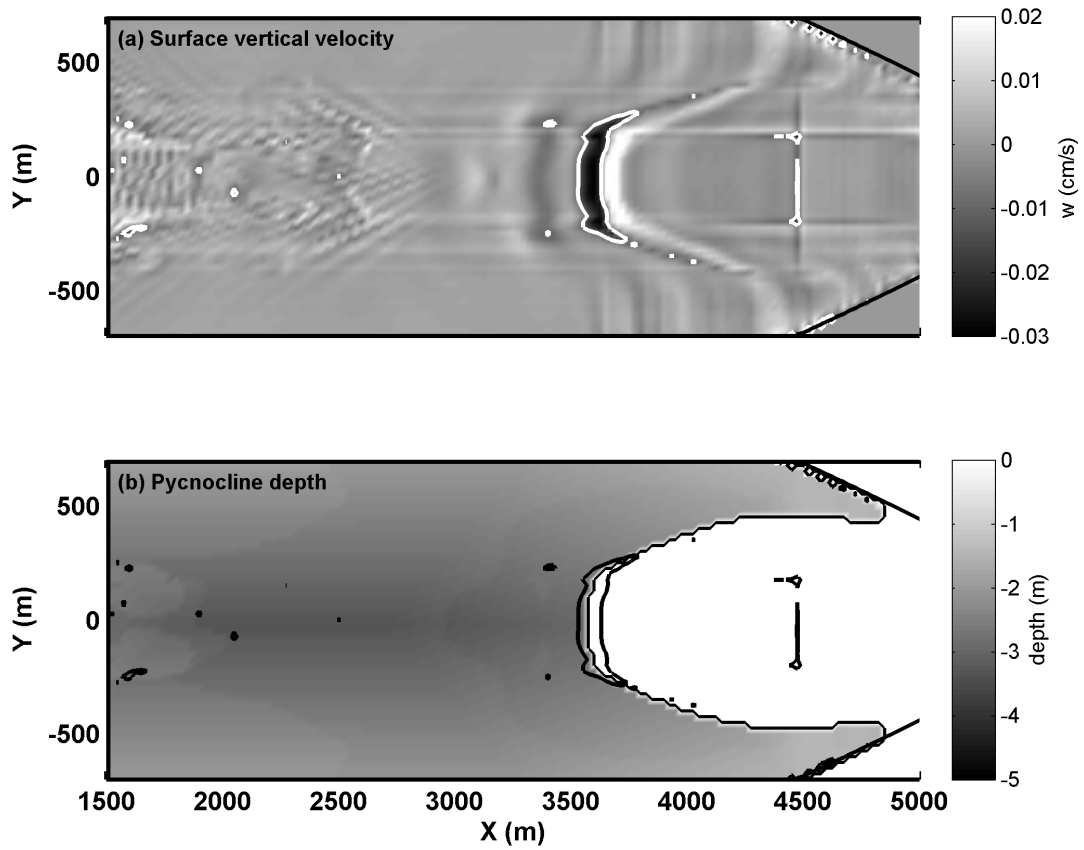 (a) Surface vertical velocity
500
0
-500
Y (m)
0.02
0.01
0
-0.01
-0.02
-0.03
w (cm/s)
(b) Pycnocline depth
500
0
-500
Y (m)
1500 2000 2500 3000 3500 4000 4500 5000
X (m)
0
-1
-2
-3
-4
-5
depth (m)